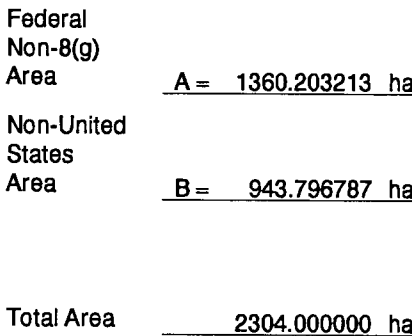 Federal
Non-8(g)
Area A = 1360.203213 ha
Non-United
States
Area B = 943.796787 ha
Total Area 2304.000000 ha